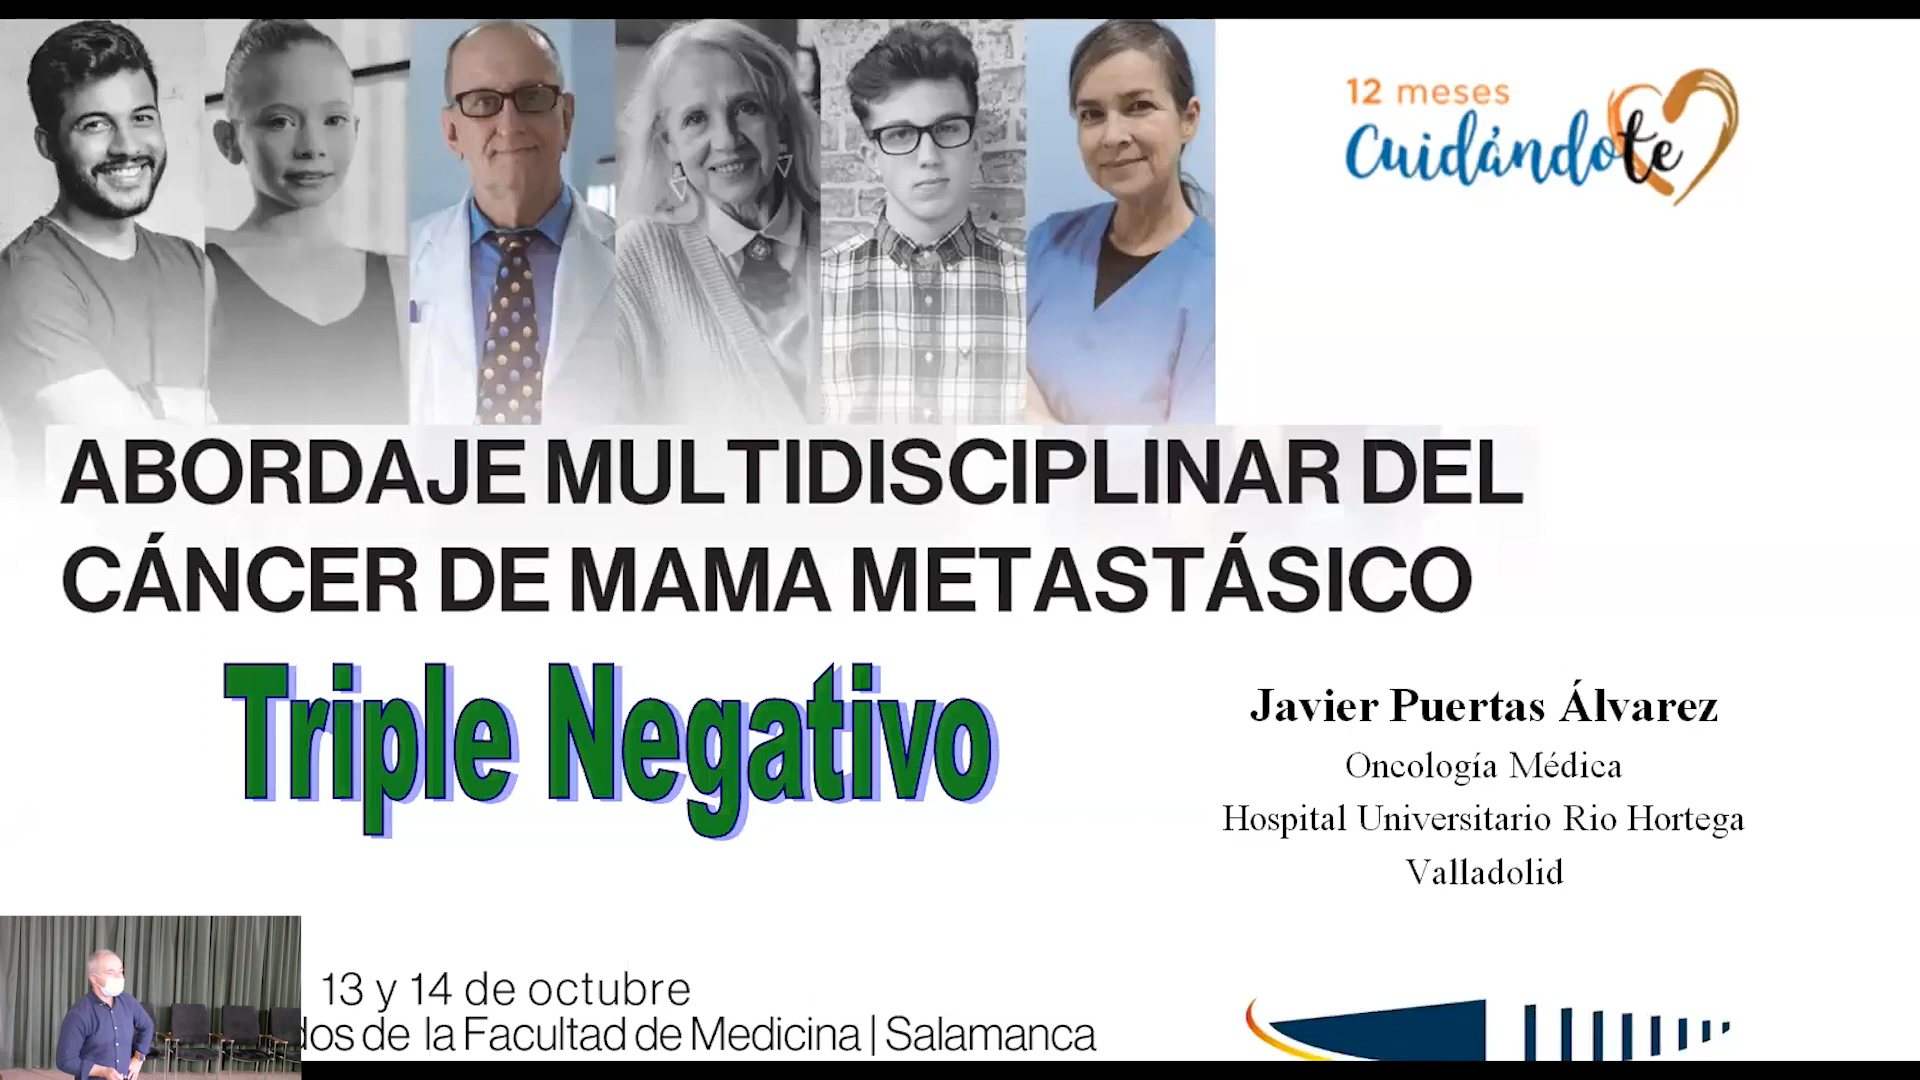 12 meses
Cuidándote
ABORDAJE MULTIDISCIPLINAR DEL
CÁNCER DE MAMA METASTÁSICO
Triple Negativo
Javier Puertas Álvarez
Oncología Médica
Hospital Universitario Rio Hortega
Valladolid
13 y 14 de octubre
de la Facultad de Medicina | Salamanca